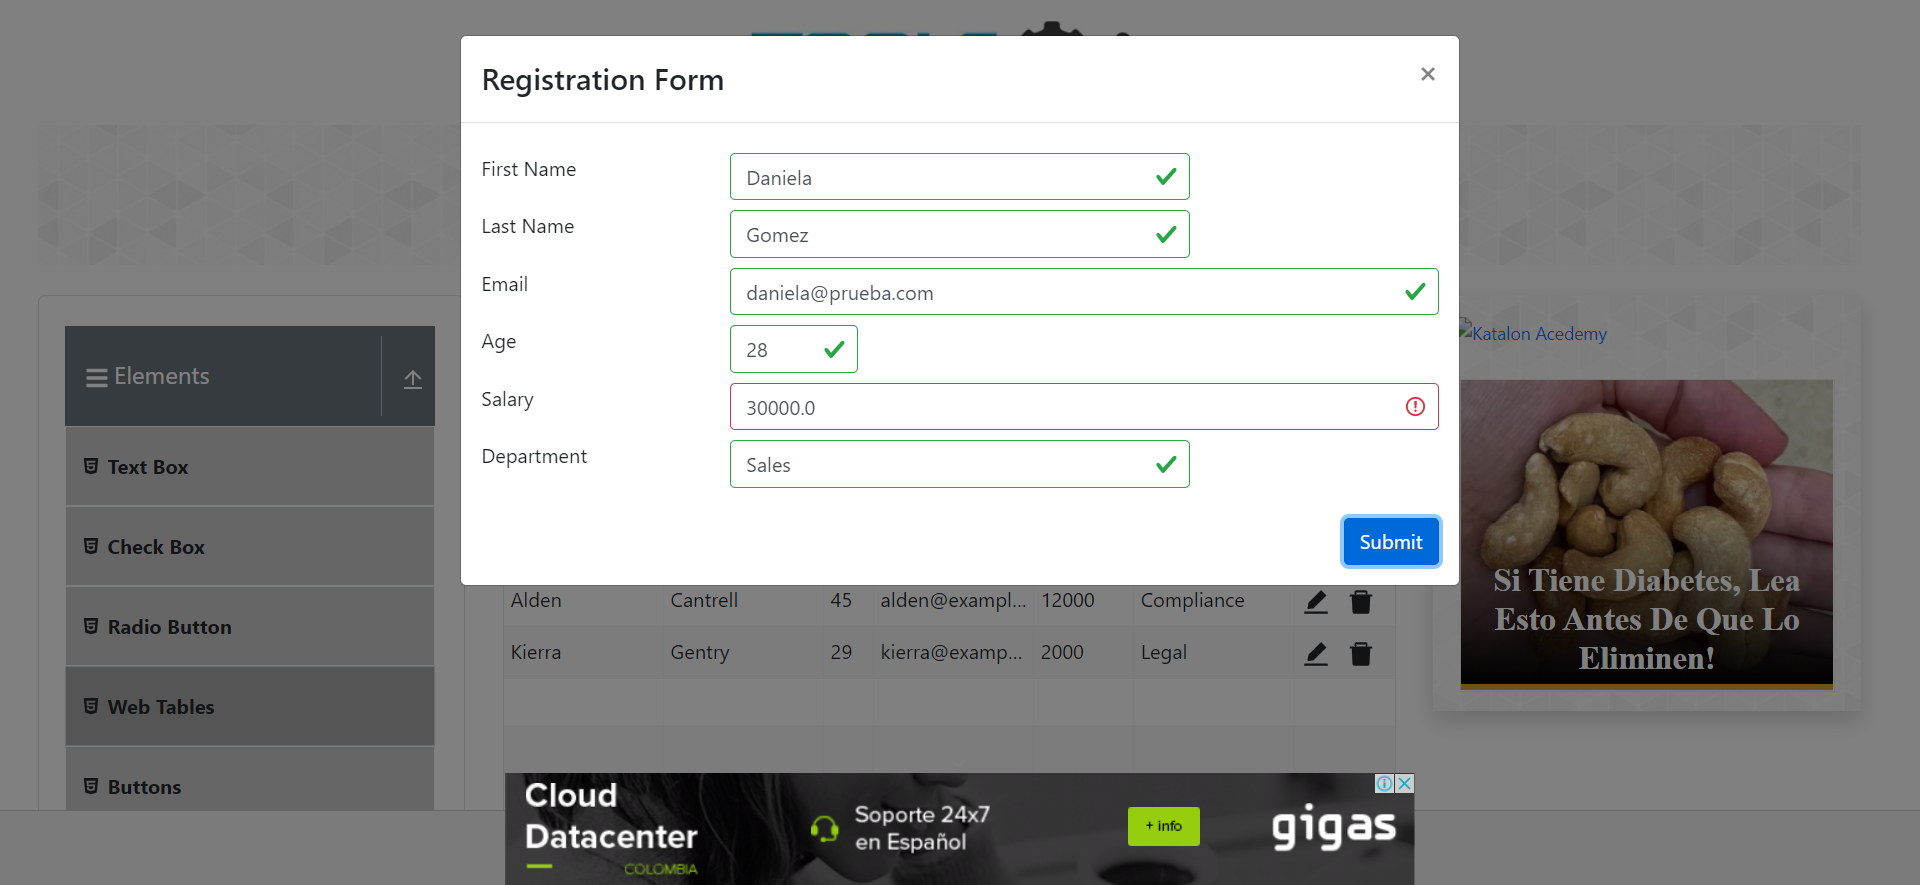 Registration Form
×
First Name
Daniela
Last Name
Gomez
Email
daniela@prueba.com
Age
28
Salary
30000.0
Department
Sales
Submit
Elements
Text Box
Check Box
Radio Button
Web Tables
Buttons
Alden Cantrell 45 alden@exampl... 12000 Compliance
Kierra Gentry 29 kierra@examp... 2000 Legal
Katalon Acedemy
Si Tiene Diabetes, Lea
Esto Antes De Que Lo
Eliminen!
Cloud
Datacenter
COLOMBIA
Soporte 24x7
en Español
+ info
gigas